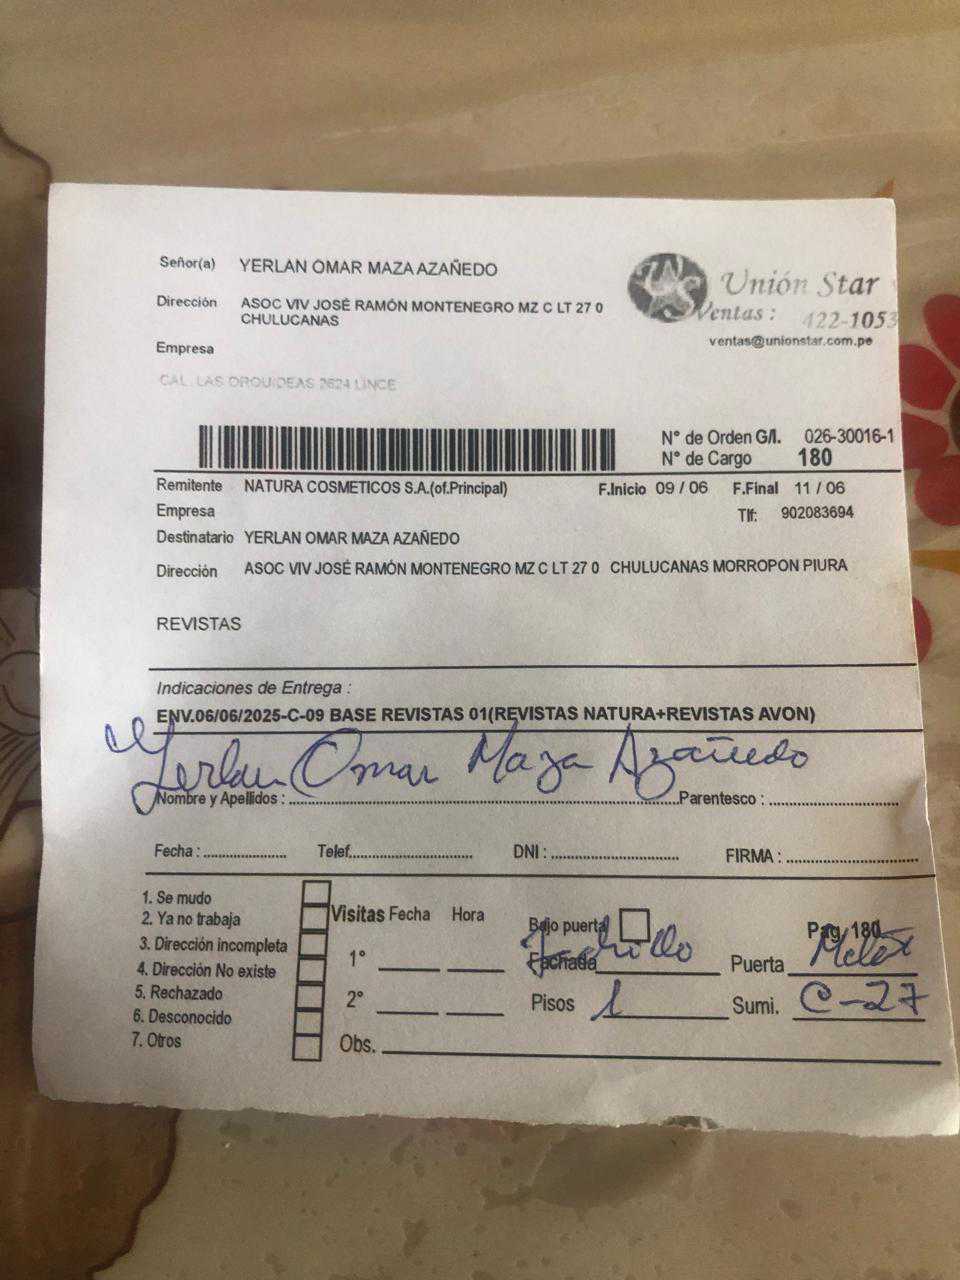 Señor(a) YERLAN OMAR MAZA AZAÑEDO
Dirección ASOC VIV JOSÉ RAMÓN MONTENEGRO MZ C LT 27 0
CHULUCANAS
Empresa
CAL. LAS ORQUIDEAS 2624 LINCE
Unión Star
Ventas : 422-1053
ventas@unionstar.com.pe
N° de Orden G/I. 026-30016-1
N° de Cargo 180
Remitente NATURA COSMETICOS S.A.(of.Principal) F.Inicio 09 / 06 F.Final 11 / 06
Empresa Tlf: 902083694
Destinatario YERLAN OMAR MAZA AZAÑEDO
Dirección ASOC VIV JOSÉ RAMÓN MONTENEGRO MZ C LT 27 0 CHULUCANAS MORROPON PIURA
REVISTAS
Indicaciones de Entrega :
ENV.06/06/2025-C-09 BASE REVISTAS 01(REVISTAS NATURA+REVISTAS AVON)
Yerlan Omar Maza Azañedo
Nombre y Apellidos : Parentesco :
Fecha : Telef. DNI : FIRMA :
1. Se mudo
2. Ya no trabaja
3. Dirección incompleta
4. Dirección No existe
5. Rechazado
6. Desconocido
7. Otros
Visitas Fecha Hora
1°
2°
Obs.
Bajo puerta Pag. 180
Fachada Puerta
Pisos 1 Sumi. C-27